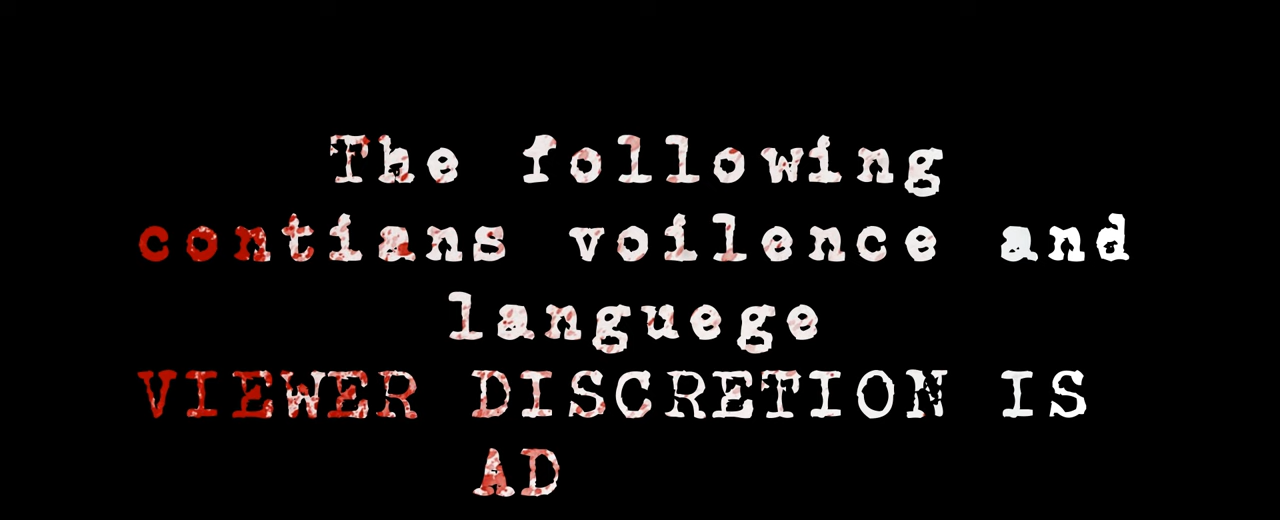 The following
contians voilence and
languege
VIEWER DISCRETION IS
AD